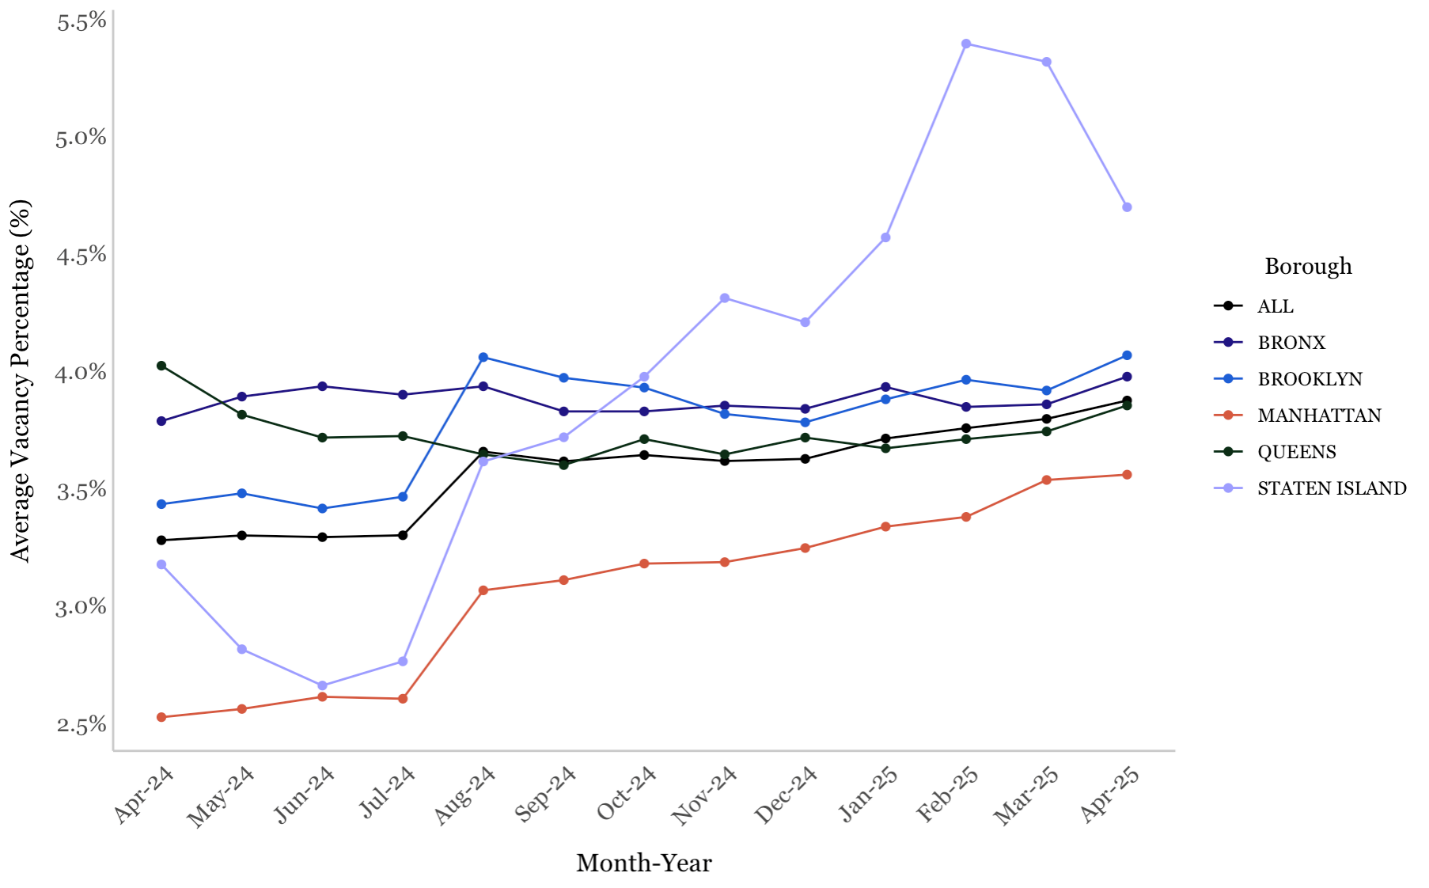 5.5%
5.0%
4.5%
4.0%
3.5%
3.0%
2.5%
Average Vacancy Percentage (%)
Apr-24
May-24
Jun-24
Jul-24
Aug-24
Sep-24
Oct-24
Nov-24
Dec-24
Jan-25
Feb-25
Mar-25
Apr-25
Month-Year
Borough
ALL
BRONX
BROOKLYN
MANHATTAN
QUEENS
STATEN ISLAND